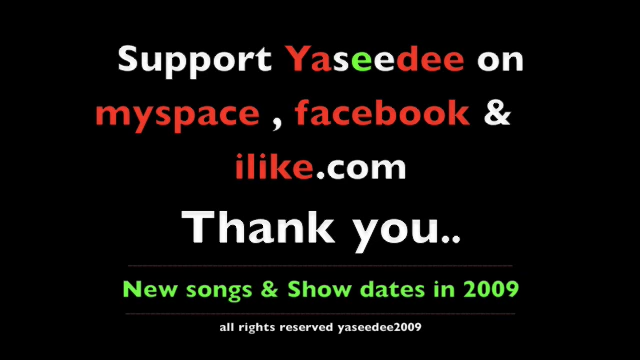 Support Yaseedee on
myspace , facebook &
ilike.com
Thank you..
New songs & Show dates in 2009
all rights reserved yaseedee2009